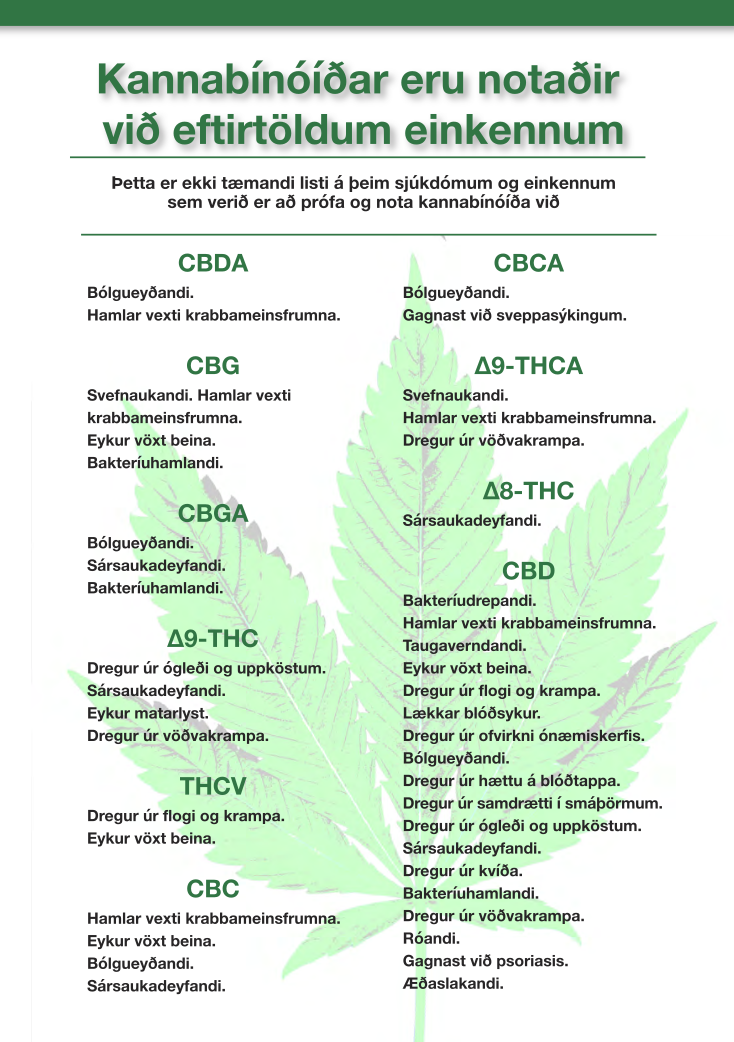 Kannabínóíðar eru notaðir
við eftirtöldum einkennum
Þetta er ekki tæmandi listi á þeim sjúkdómum og einkennum
sem verið er að prófa og nota kannabínóíða við
CBDA
Bólgueyðandi.
Hamlar vexti krabbameinsfrumna.
CBG
Svefnaukandi. Hamlar vexti
krabbameinsfrumna.
Eykur vöxt beina.
Bakteríuhamlandi.
CBGA
Bólgueyðandi.
Sársaukadeyfandi.
Bakteríuhamlandi.
Δ9-THC
Dregur úr ógleði og uppköstum.
Sársaukadeyfandi.
Eykur matarlyst.
Dregur úr vöðvakrampa.
THCV
Dregur úr flogi og krampa.
Eykur vöxt beina.
CBC
Hamlar vexti krabbameinsfrumna.
Eykur vöxt beina.
Bólgueyðandi.
Sársaukadeyfandi.
CBCA
Bólgueyðandi.
Gagnast við sveppasýkingum.
Δ9-THCA
Svefnaukandi.
Hamlar vexti krabbameinsfrumna.
Dregur úr vöðvakrampa.
Δ8-THC
Sársaukadeyfandi.
CBD
Bakteríudrepandi.
Hamlar vexti krabbameinsfrumna.
Taugaverndandi.
Eykur vöxt beina.
Dregur úr flogi og krampa.
Lækkar blóðsykur.
Dregur úr ofvirkni ónæmiskerfis.
Bólgueyðandi.
Dregur úr hættu á blóðtappa.
Dregur úr samdrætti í smáþörmum.
Dregur úr ógleði og uppköstum.
Sársaukadeyfandi.
Dregur úr kvíða.
Bakteríuhamlandi.
Dregur úr vöðvakrampa.
Róandi.
Gagnast við psoriasis.
Æðaslakandi.